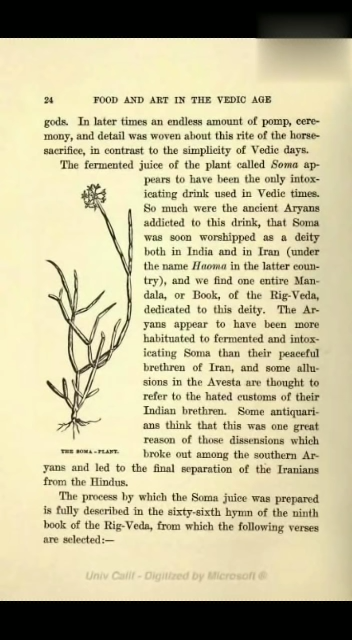 24 FOOD AND ART IN THE VEDIC AGE
gods. In later times an endless amount of pomp, cere-
mony, and detail was woven about this rite of the horse-
sacrifice, in contrast to the simplicity of Vedic days.
The fermented juice of the plant called Soma ap-
pears to have been the only intox-
icating drink used in Vedic times.
So much were the ancient Aryans
addicted to this drink, that Soma
was soon worshipped as a deity
both in India and in Iran (under
the name Haoma in the latter coun-
try), and we find one entire Man-
dala, or Book, of the Rig-Veda,
dedicated to this deity. The Ar-
yans appear to have been more
habituated to fermented and intox-
icating Soma than their peaceful
brethren of Iran, and some allu-
sions in the Avesta are thought to
refer to the hated customs of their
Indian brethren. Some antiquari-
ans think that this was one great
reason of those dissensions which
THE SOMA-PLANT.
broke out among the southern Ar-
yans and led to the final separation of the Iranians
from the Hindus.
The process by which the Soma juice was prepared
is fully described in the sixty-sixth hymn of the ninth
book of the Rig-Veda, from which the following verses
are selected:—
Univ Calif - Digitized by Microsoft ®